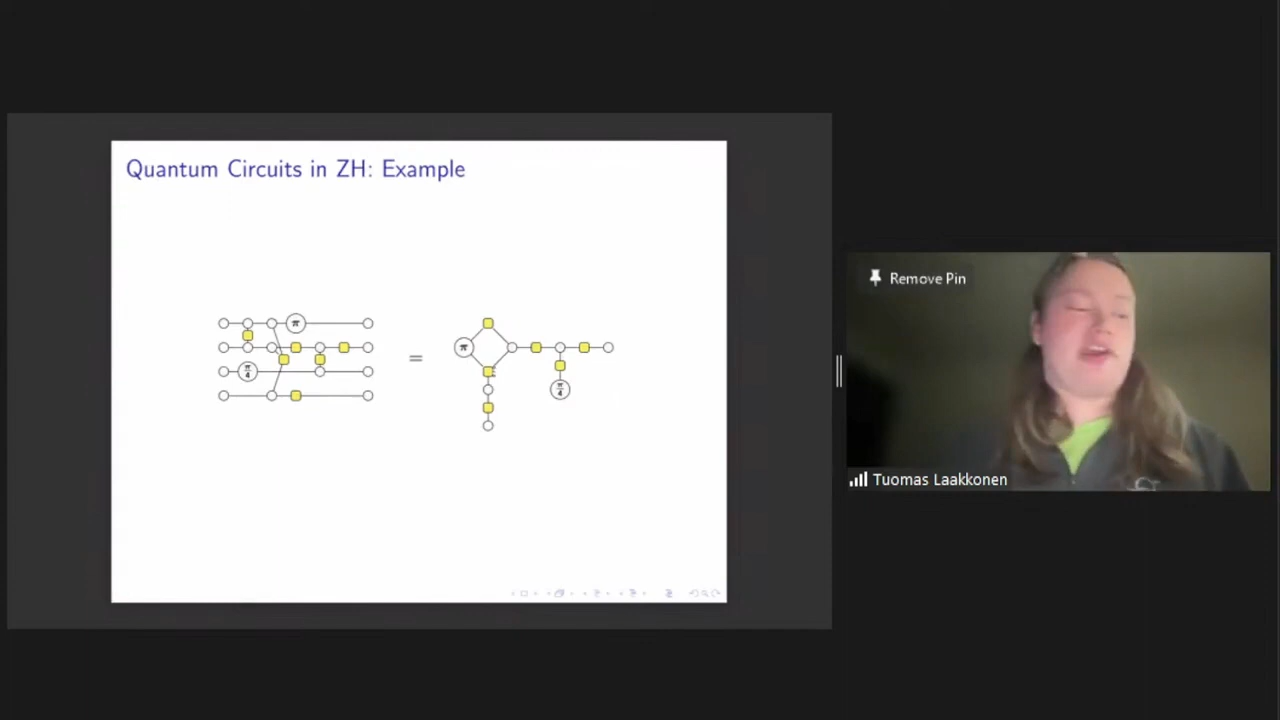 Quantum Circuits in ZH: Example
π
π
4
=
π
π
4
Remove Pin
Tuomas Laakkonen